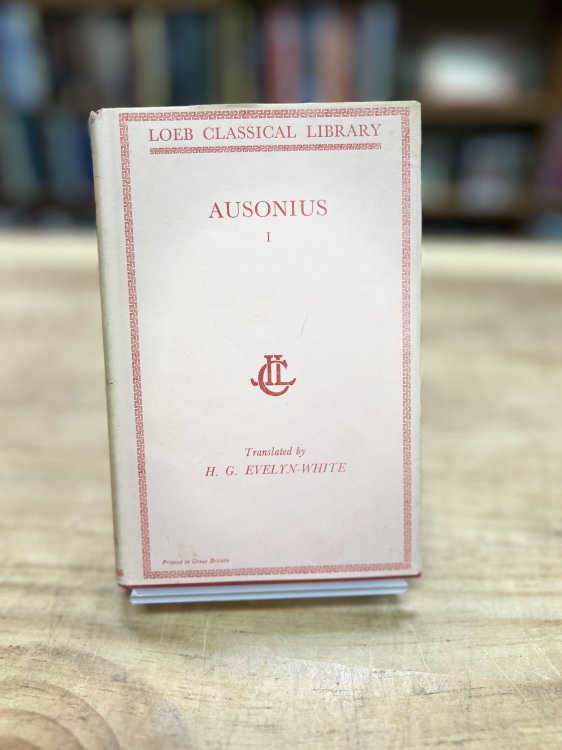 LOEB CLASSICAL LIBRARY
AUSONIUS
I
LCL
Translated by
H. G. EVELYN-WHITE
Printed in Great Britain